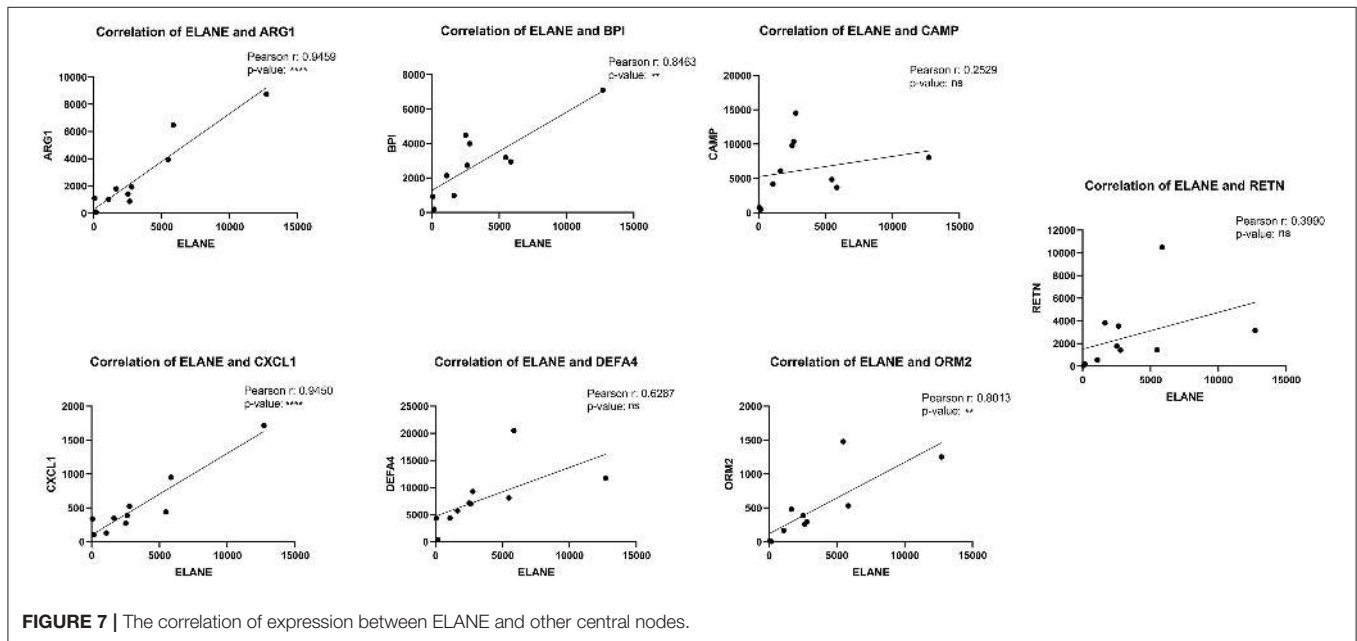 Correlation of ELANE and ARG1
Pearson r: 0.9459
p-value: ****
10000
8000
6000
4000
2000
0
ARG1
0 5000 10000 15000
ELANE
Correlation of ELANE and BPI
Pearson r: 0.8463
p-value: **
8000
6000
4000
2000
0
BPI
0 5000 10000 15000
ELANE
Correlation of ELANE and CAMP
Pearson r: 0.2529
p-value: ns
20000
15000
10000
5000
0
CAMP
0 5000 10000 15000
ELANE
Correlation of ELANE and RETN
Pearson r: 0.3990
p-value: ns
12000
10000
8000
6000
4000
2000
0
RETN
0 5000 10000 15000
ELANE
Correlation of ELANE and CXCL1
Pearson r: 0.9450
p-value: ****
2000
1500
1000
500
0
CXCL1
0 5000 10000 15000
ELANE
Correlation of ELANE and DEFA4
Pearson r: 0.6287
p-value: ns
25000
20000
15000
10000
5000
0
DEFA4
0 5000 10000 15000
ELANE
Correlation of ELANE and ORM2
Pearson r: 0.8013
p-value: **
2000
1500
1000
500
0
ORM2
0 5000 10000 15000
ELANE
FIGURE 7 | The correlation of expression between ELANE and other central nodes.